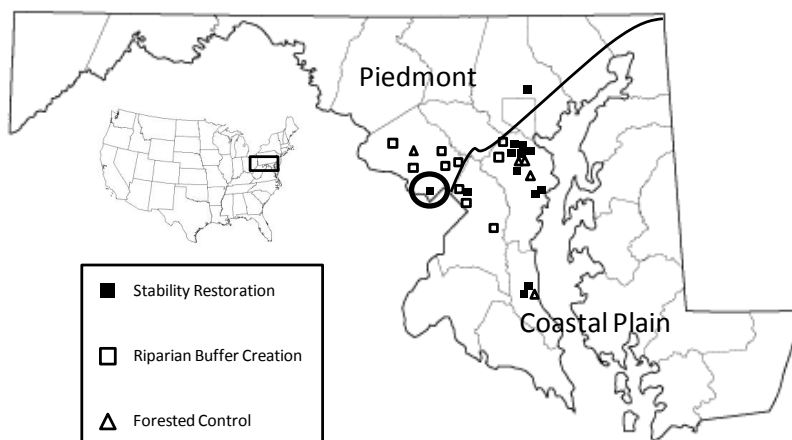 Piedmont
Coastal Plain
Stability Restoration
Riparian Buffer Creation
Forested Control